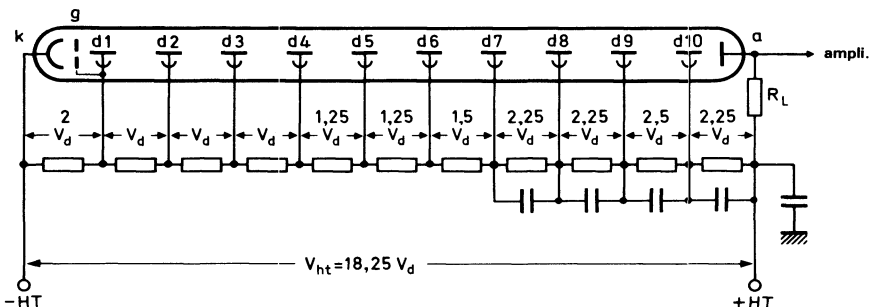 g
k d1 d2 d3 d4 d5 d6 d7 d8 d9 d10 a
ampli.
R_L
2 1,25 1,25 1,5 2,25 2,25 2,5 2,25
V_d V_d V_d V_d V_d V_d V_d V_d V_d V_d V_d
V_ht=18,25 V_d
-HT +HT